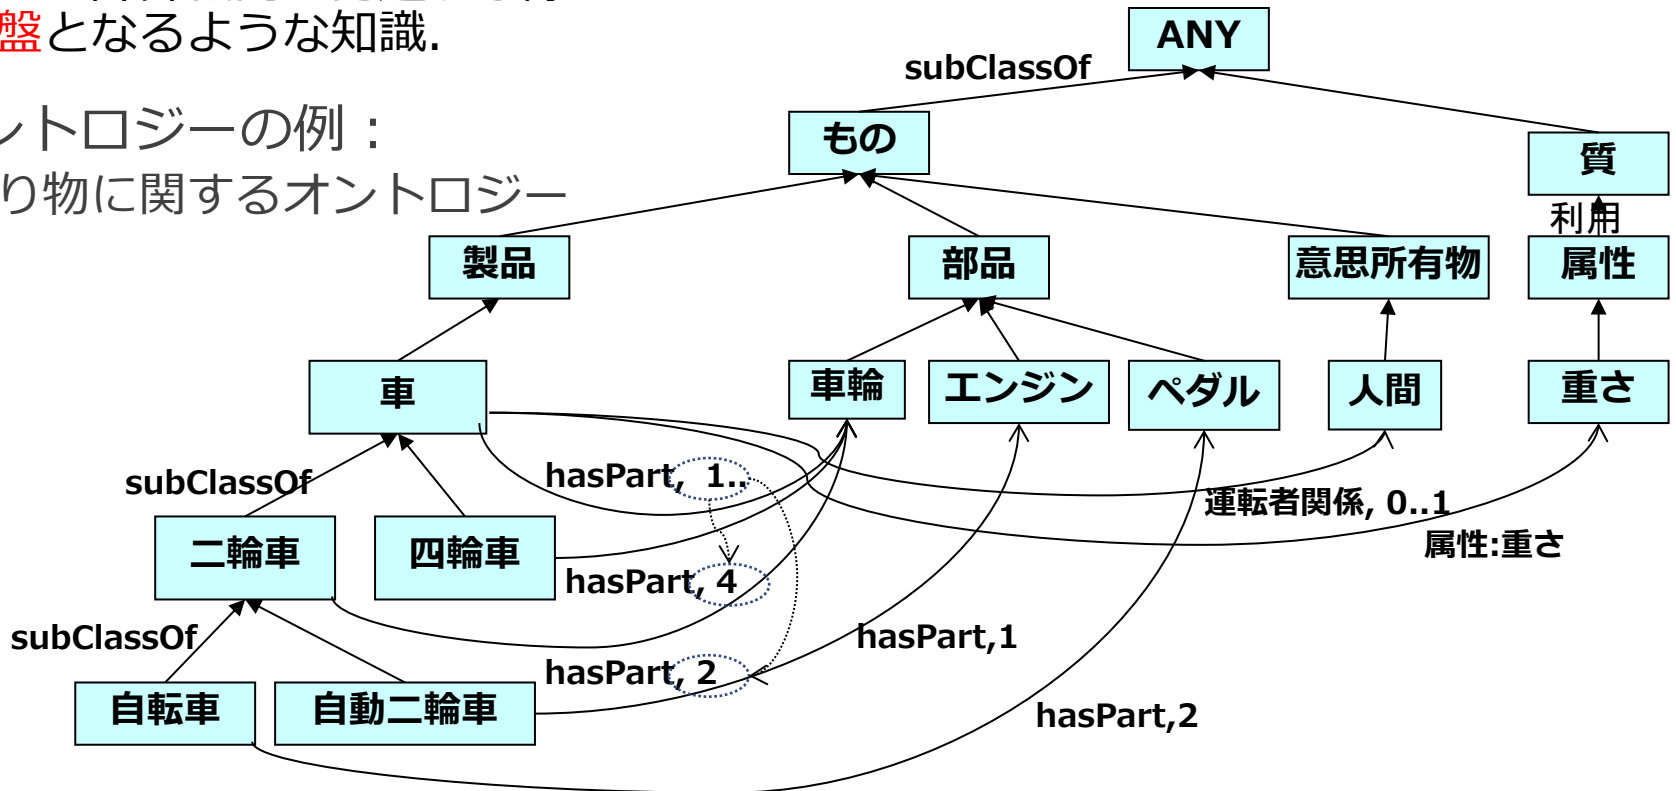 盤となるような知識.
ントロジーの例：
り物に関するオントロジー
ANY
subClassOf
もの
質
利用
製品
部品
意思所有物
属性
車
車輪
エンジン
ペダル
人間
重さ
subClassOf
hasPart, 1..
運転者関係, 0..1
属性:重さ
二輪車
四輪車
hasPart, 4
subClassOf
hasPart,1
hasPart, 2
自転車
自動二輪車
hasPart,2